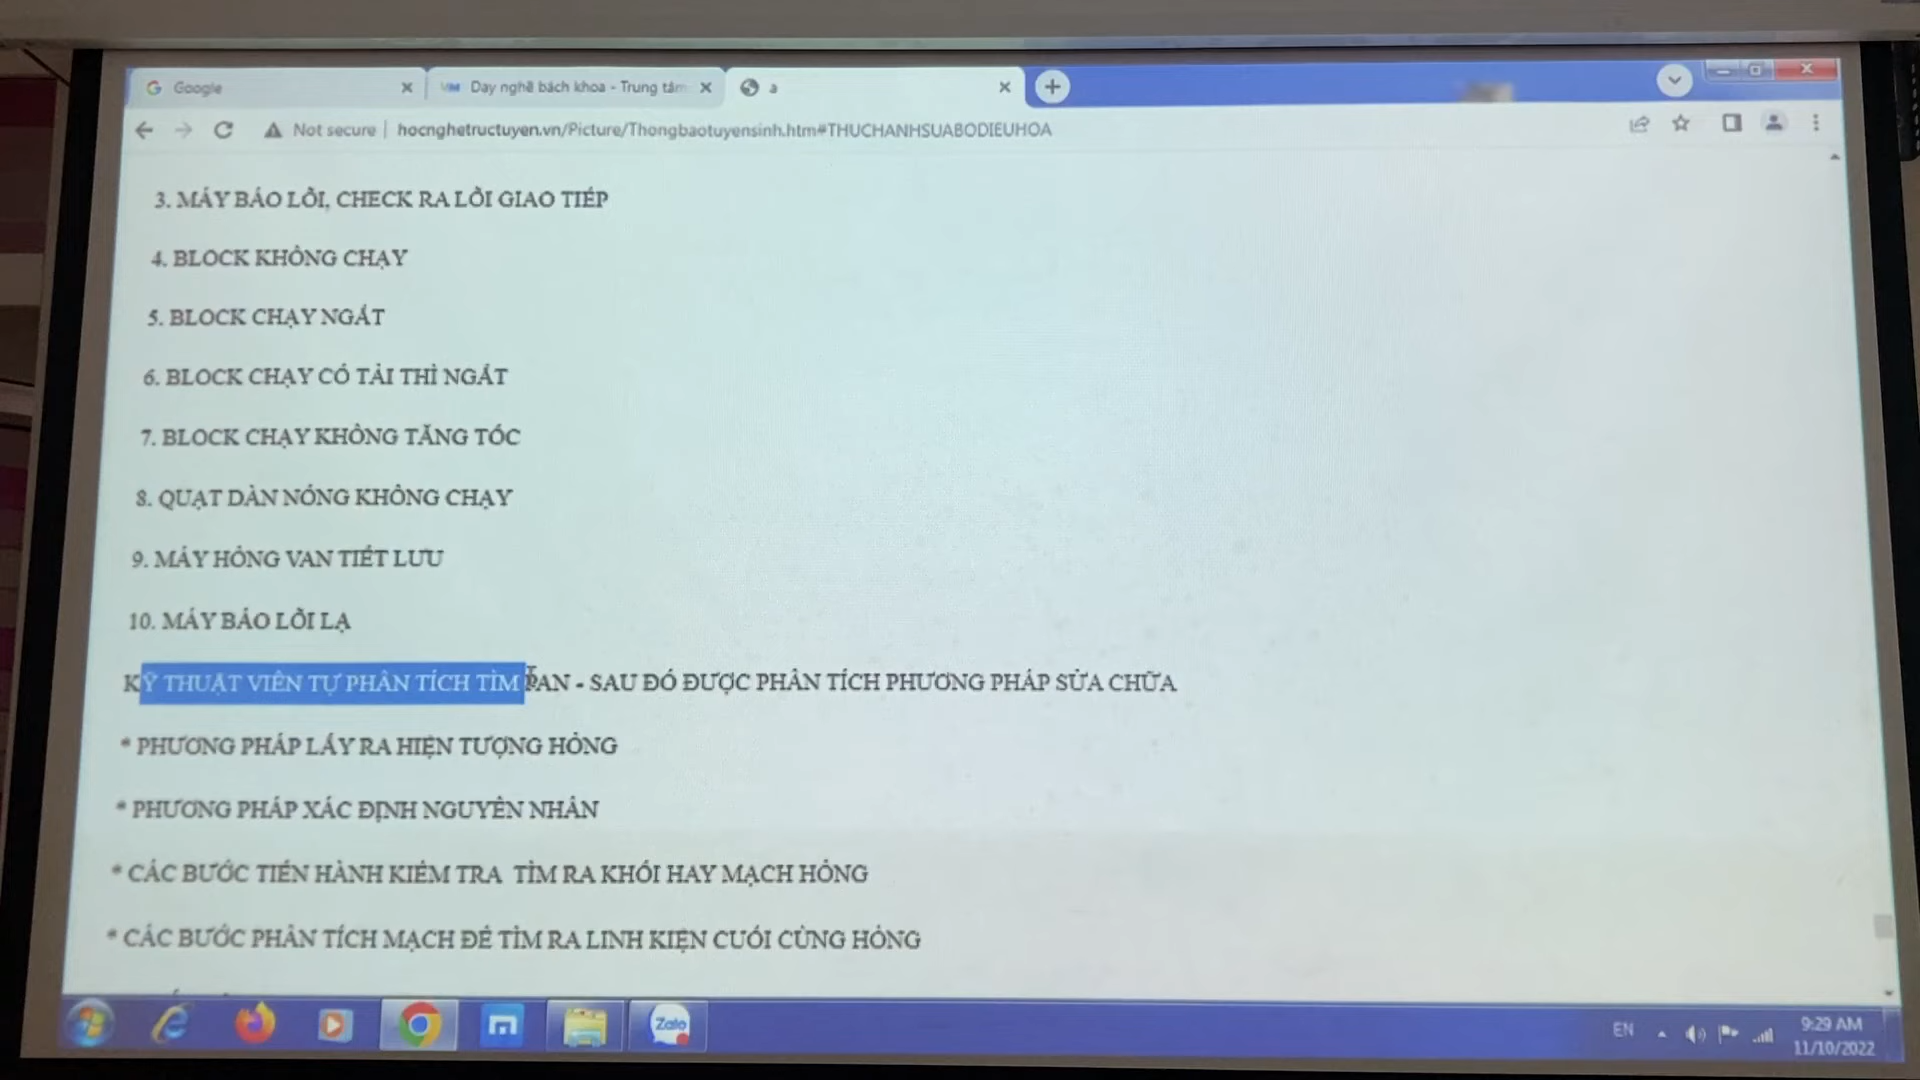 Google
Dạy nghề bách khoa - Trung tâm
a
Not secure
hocnghetructuyen.vn/Picture/Thongbaotuyensinh.htm#THUCHANHSUABODIEUHOA
3. MÁY BÁO LỖI, CHECK RA LỖI GIAO TIẾP
4. BLOCK KHÔNG CHẠY
5. BLOCK CHẠY NGẮT
6. BLOCK CHẠY CÓ TẢI THÌ NGẮT
7. BLOCK CHẠY KHÔNG TĂNG TỐC
8. QUẠT DÀN NÓNG KHÔNG CHẠY
9. MÁY HỎNG VAN TIẾT LƯU
10. MÁY BÁO LỖI LẠ
KỸ THUẬT VIÊN TỰ PHÂN TÍCH TÌM PAN - SAU ĐÓ ĐƯỢC PHÂN TÍCH PHƯƠNG PHÁP SỬA CHỮA
* PHƯƠNG PHÁP LẤY RA HIỆN TƯỢNG HỎNG
* PHƯƠNG PHÁP XÁC ĐỊNH NGUYÊN NHÂN
* CÁC BƯỚC TIẾN HÀNH KIỂM TRA TÌM RA KHỐI HAY MẠCH HỎNG
* CÁC BƯỚC PHÂN TÍCH MẠCH ĐỂ TÌM RA LINH KIỆN CUỐI CÙNG HỎNG
Zalo
EN
9:29 AM
11/10/2022